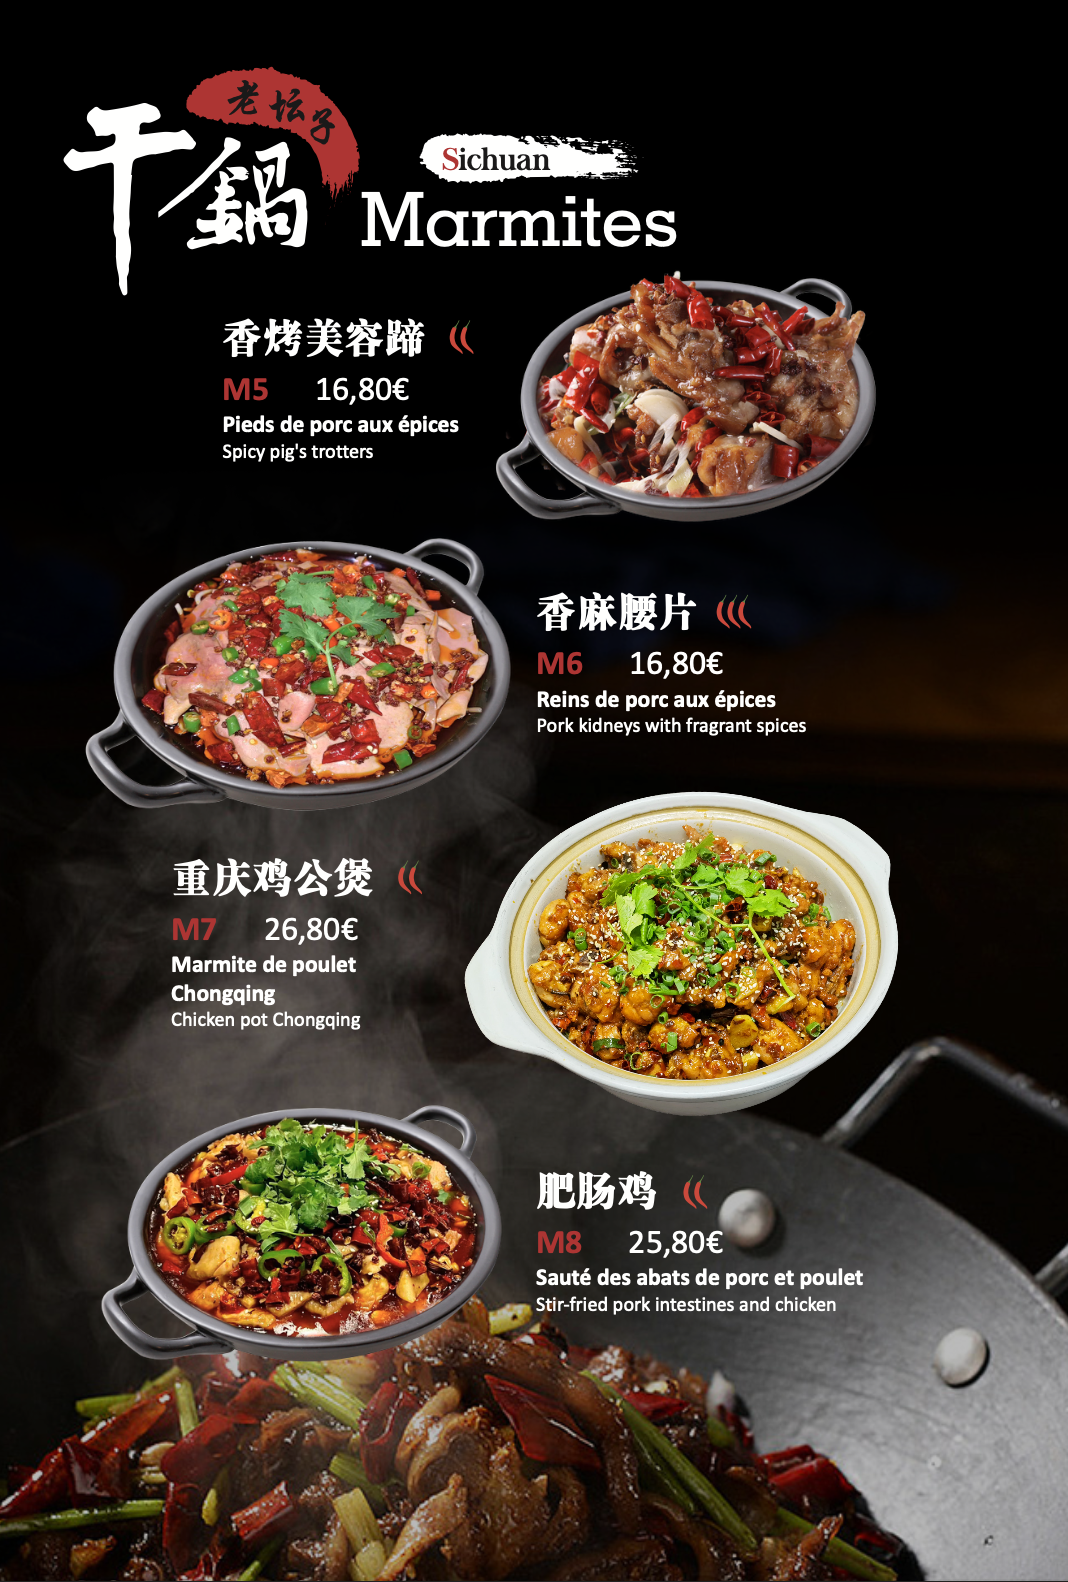 老坛子
干鍋
Sichuan
Marmites
香烤美容蹄
M5 16,80€
Pieds de porc aux épices
Spicy pig's trotters
香麻腰片
M6 16,80€
Reins de porc aux épices
Pork kidneys with fragrant spices
重庆鸡公煲
M7 26,80€
Marmite de poulet
Chongqing
Chicken pot Chongqing
肥肠鸡
M8 25,80€
Sauté des abats de porc et poulet
Stir-fried pork intestines and chicken